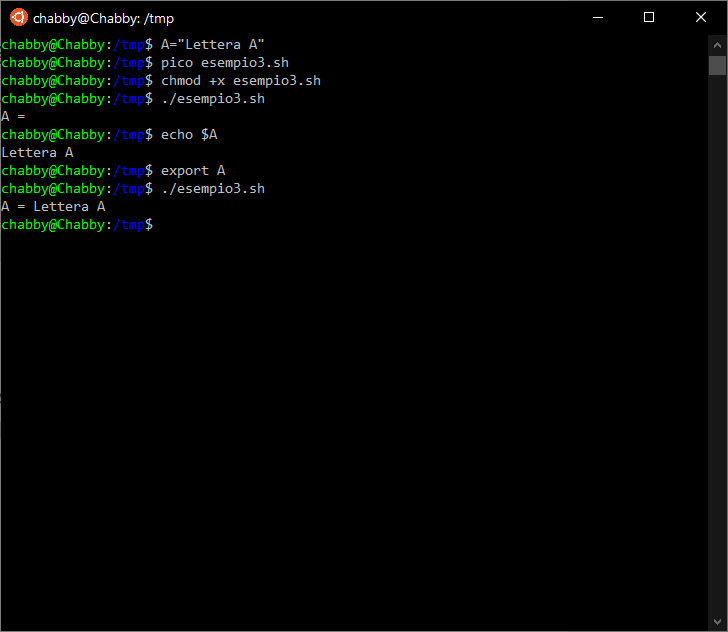 chabby@Chabby: /tmp
chabby@Chabby:/tmp$ A="Lettera A"
chabby@Chabby:/tmp$ pico esempio3.sh
chabby@Chabby:/tmp$ chmod +x esempio3.sh
chabby@Chabby:/tmp$ ./esempio3.sh
A =
chabby@Chabby:/tmp$ echo $A
Lettera A
chabby@Chabby:/tmp$ export A
chabby@Chabby:/tmp$ ./esempio3.sh
A = Lettera A
chabby@Chabby:/tmp$